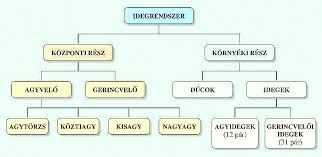 IDEGRENDSZER
KÖZPONTI RÉSZ
KÖRNYÉKI RÉSZ
AGYVELŐ
GERINCVELŐ
DÚCOK
IDEGEK
AGYTÖRZS
KÖZTIAGY
KISAGY
NAGYAGY
AGYIDEGEK
(12 pár)
GERINCVELŐI
IDEGEK
(31 pár)